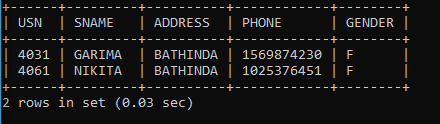 +------+--------+----------+------------+--------+
| USN | SNAME | ADDRESS | PHONE | GENDER |
+------+--------+----------+------------+--------+
| 4031 | GARIMA | BATHINDA | 1569874230 | F |
| 4061 | NIKITA | BATHINDA | 1025376451 | F |
+------+--------+----------+------------+--------+
2 rows in set (0.03 sec)